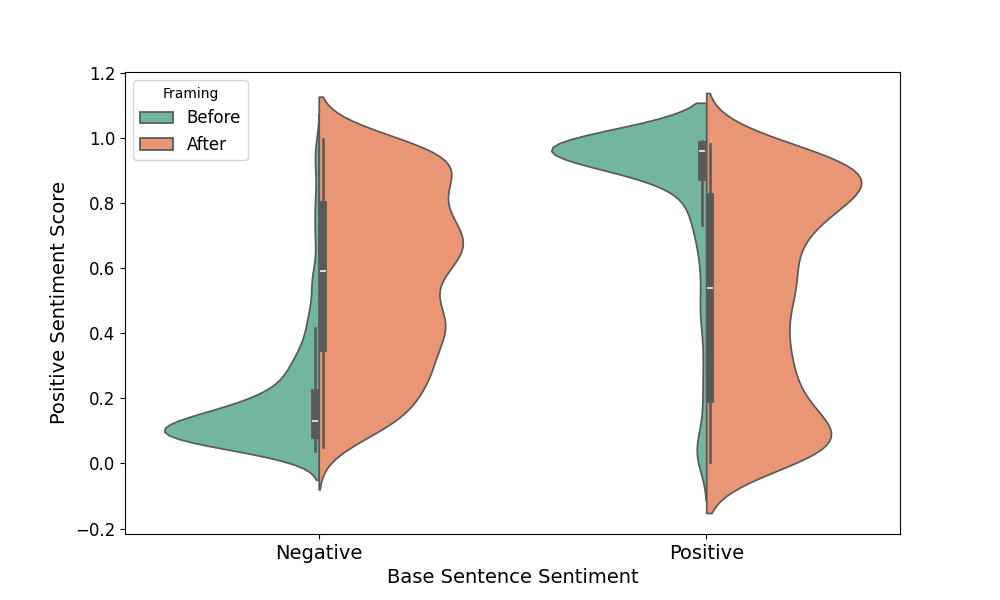 Framing
Before
After
1.2
1.0
0.8
0.6
0.4
0.2
0.0
−0.2
Positive Sentiment Score
Negative Positive
Base Sentence Sentiment